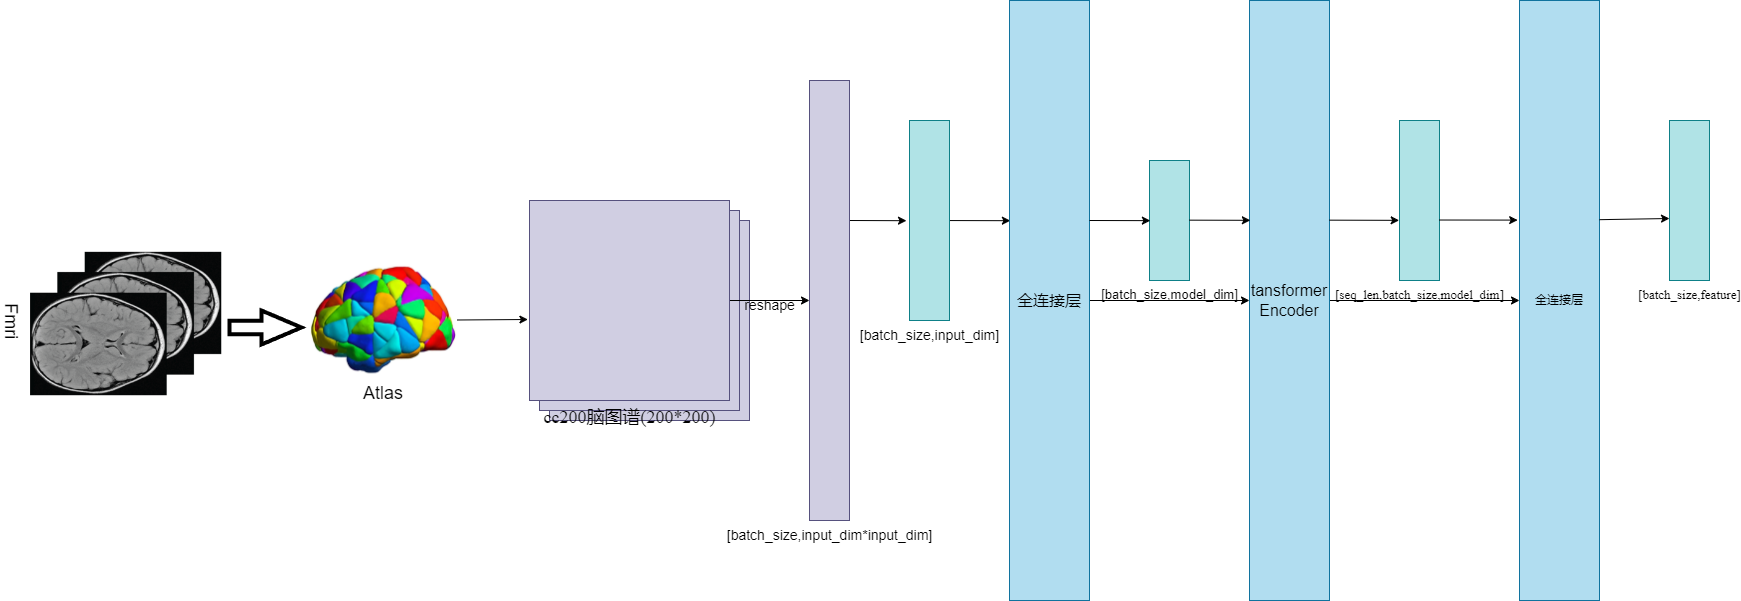 Fmri
Atlas
cc200脑图谱(200*200)
reshape
[batch_size,input_dim*input_dim]
[batch_size,input_dim]
全连接层
[batch_size,model_dim]
tansformer
Encoder
[seq_len,batch_size,model_dim]
全连接层
[batch_size,feature]